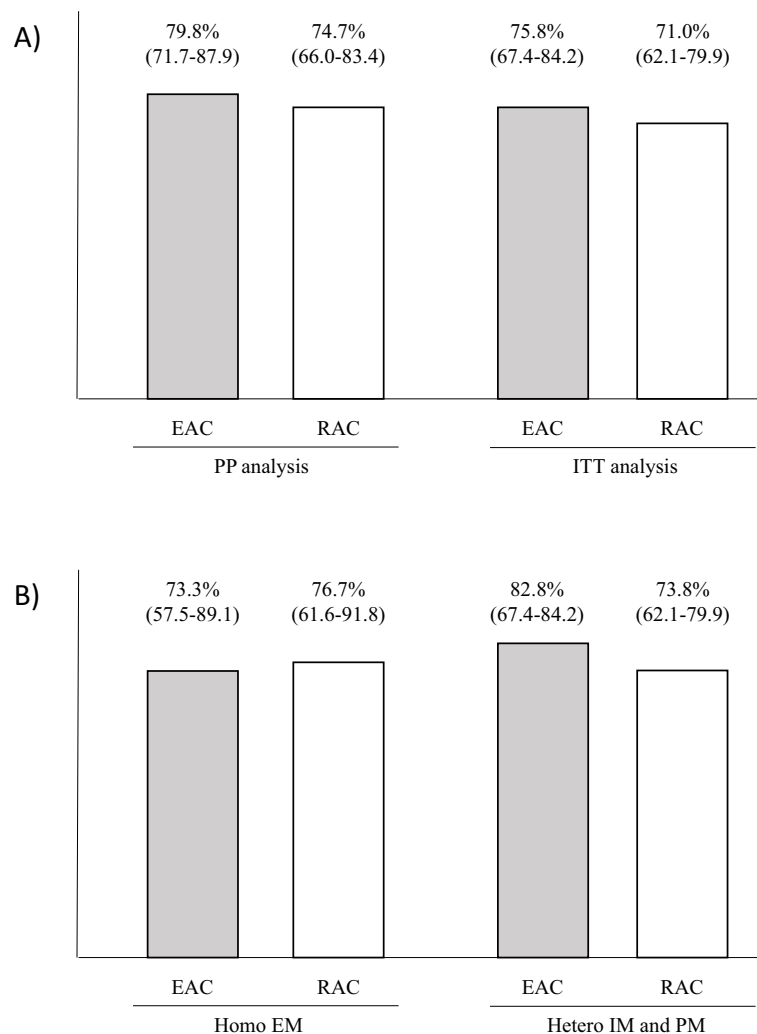 A)
79.8% 74.7% 75.8% 71.0%
(71.7-87.9) (66.0-83.4) (67.4-84.2) (62.1-79.9)
EAC RAC EAC RAC
PP analysis ITT analysis
B)
73.3% 76.7% 82.8% 73.8%
(57.5-89.1) (61.6-91.8) (67.4-84.2) (62.1-79.9)
EAC RAC EAC RAC
Homo EM Hetero IM and PM